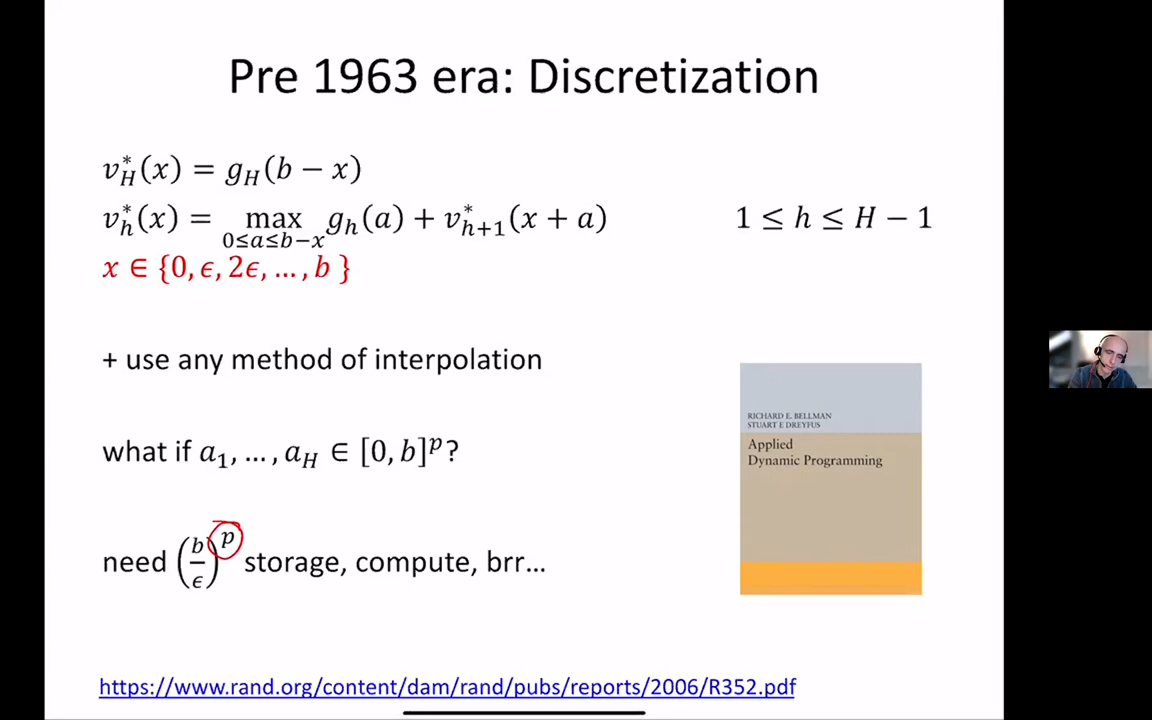 Pre 1963 era: Discretization
v*_H(x) = g_H(b − x)
v*_h(x) = max_{0≤a≤b−x} g_h(a) + v*_{h+1}(x + a) 1 ≤ h ≤ H − 1
x ∈ {0, ϵ, 2ϵ, …, b }
+ use any method of interpolation
what if a_1, …, a_H ∈ [0, b]^p?
need (b/ϵ)^p storage, compute, brr…
RICHARD E. BELLMAN
STUART E DREYFUS
Applied
Dynamic Programming
https://www.rand.org/content/dam/rand/pubs/reports/2006/R352.pdf